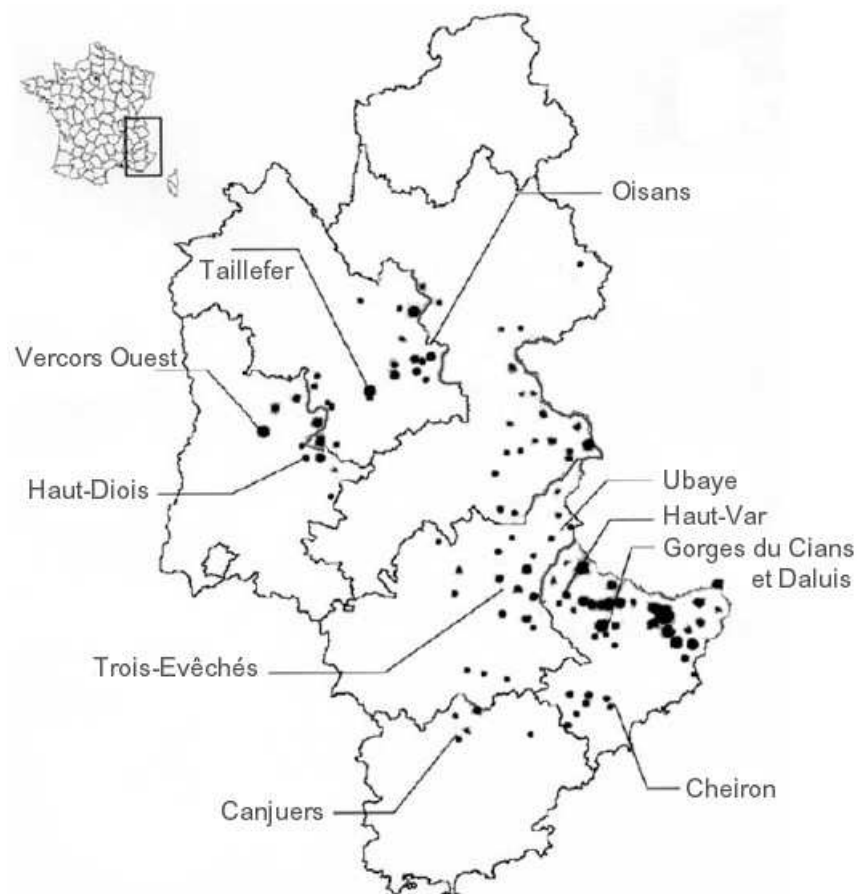 Oisans
Taillefer
Vercors Ouest
Haut-Diois
Ubaye
Haut-Var
Gorges du Cians
et Daluis
Trois-Evêchés
Cheiron
Canjuers